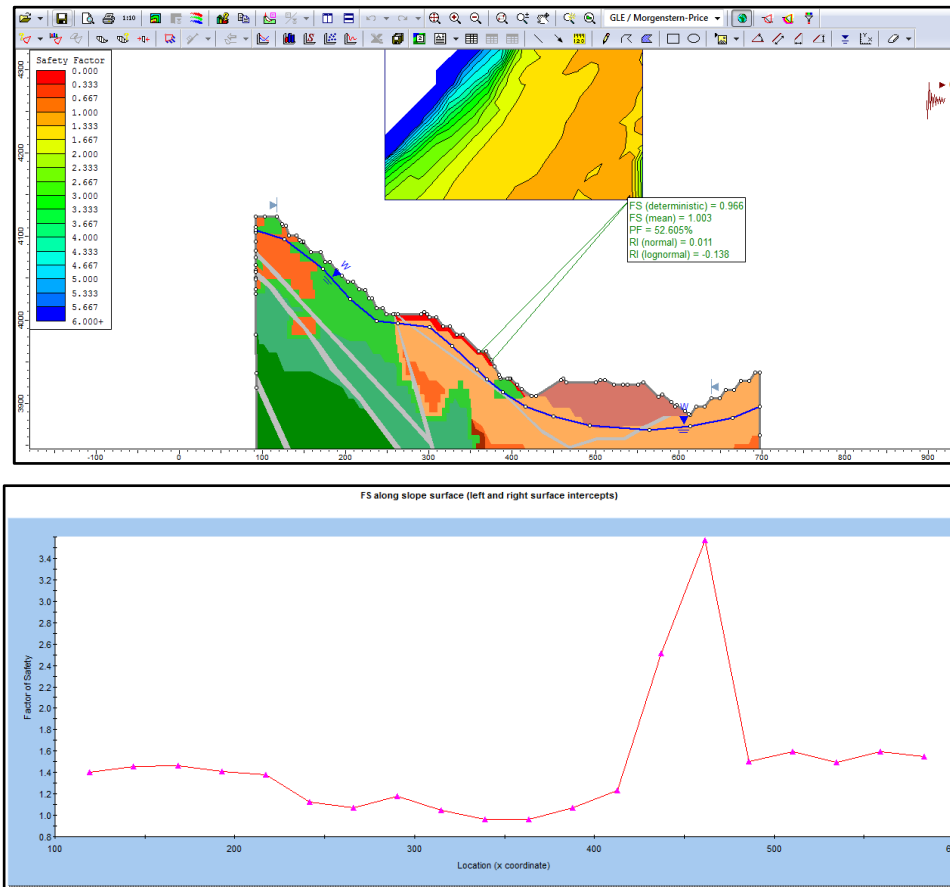 1:10
GLE / Morgenstern-Price
Safety Factor
0.000
0.333
0.667
1.000
1.333
1.667
2.000
2.333
2.667
3.000
3.667
4.000
4.333
4.667
5.000
5.333
5.667
6.000+
4300
4200
4100
4000
3900
FS (deterministic) = 0.966
FS (mean) = 1.003
PF = 52.605%
RI (normal) = 0.011
RI (lognormal) = -0.138
W
W
-100 0 100 200 300 400 500 600 700 800 900
FS along slope surface (left and right surface intercepts)
Factor of Safety
3.4
3.2
3.0
2.8
2.6
2.4
2.2
2.0
1.8
1.6
1.4
1.2
1.0
0.8
100 200 300 400 500
Location (x coordinate)